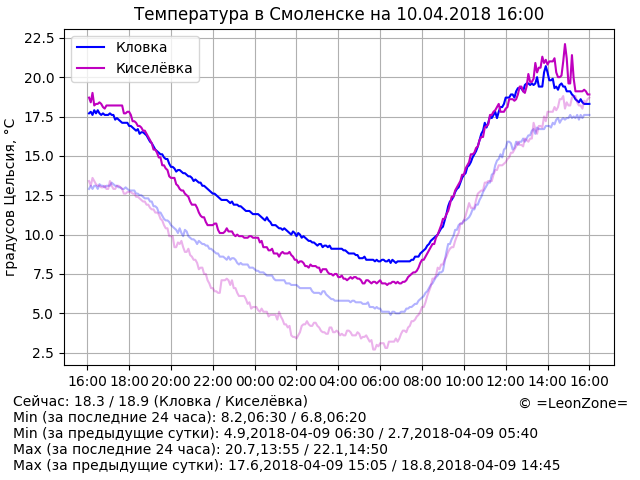 Температура в Смоленске на 10.04.2018 16:00
градусов Цельсия, °C
22.5
20.0
17.5
15.0
12.5
10.0
7.5
5.0
2.5
Кловка
Киселёвка
16:00 18:00 20:00 22:00 00:00 02:00 04:00 06:00 08:00 10:00 12:00 14:00 16:00
Сейчас: 18.3 / 18.9 (Кловка / Киселёвка)
© =LeonZone=
Min (за последние 24 часа): 8.2,06:30 / 6.8,06:20
Min (за предыдущие сутки): 4.9,2018-04-09 06:30 / 2.7,2018-04-09 05:40
Max (за последние 24 часа): 20.7,13:55 / 22.1,14:50
Max (за предыдущие сутки): 17.6,2018-04-09 15:05 / 18.8,2018-04-09 14:45